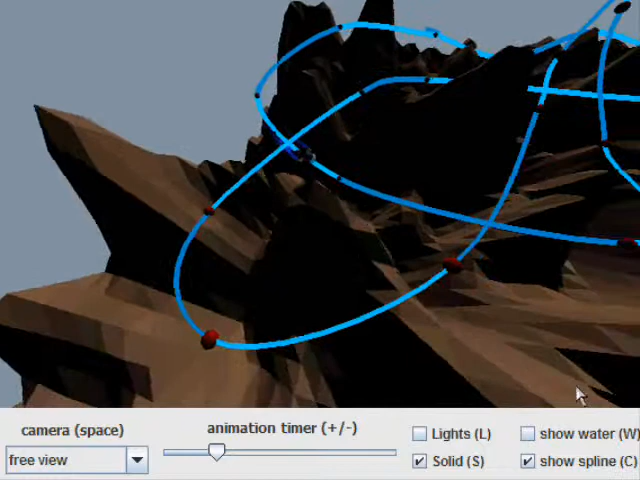 camera (space)
free view
animation timer (+/-)
Lights (L)
Solid (S)
show water (W)
show spline (C)